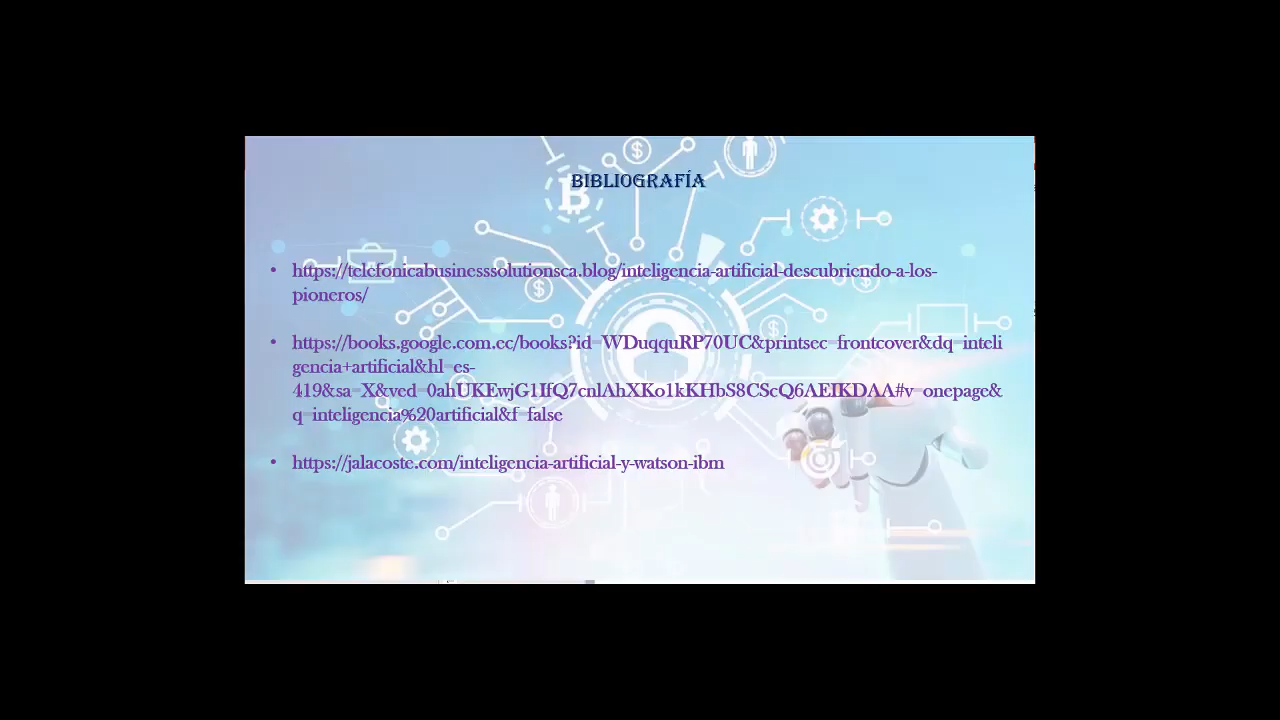 BIBLIOGRAFÍA
• https://telefonicabusinesssolutionsca.blog/inteligencia-artificial-descubriendo-a-los-
pioneros/
• https://books.google.com.ec/books?id=WDuqquRP70UC&printsec=frontcover&dq=inteli
gencia+artificial&hl=es-
419&sa=X&ved=0ahUKEwjG1IfQ7cnlAhXKo1kKHbS8CScQ6AEIKDAA#v=onepage&
q=inteligencia%20artificial&f=false
• https://jalacoste.com/inteligencia-artificial-y-watson-ibm